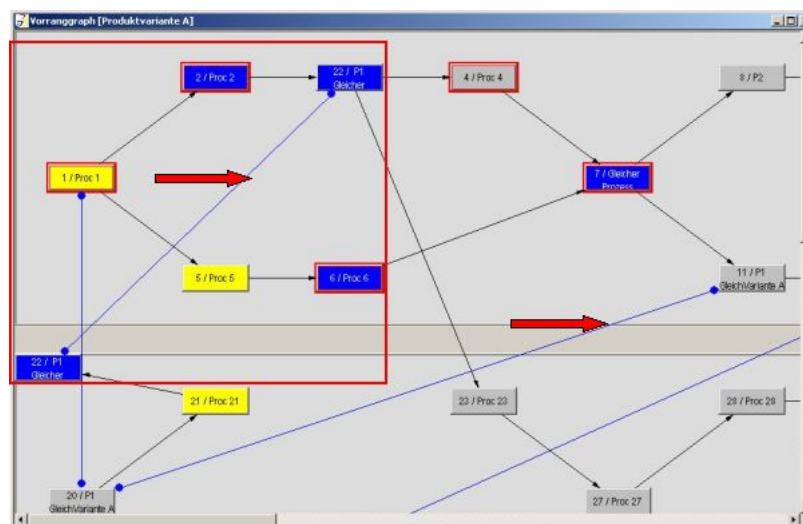 Vorranggraph [Produktvariante A]
2 / Proc 2
22 / P1
Gleicher
4 / Proc 4
8 / P2
1 / Proc 1
7 / Gleicher
Prozess
5 / Proc 5
6 / Proc 6
11 / P1
GleichVariante A
22 / P1
Gleicher
21 / Proc 21
23 / Proc 23
28 / Proc 28
20 / P1
GleichVariante A
27 / Proc 27